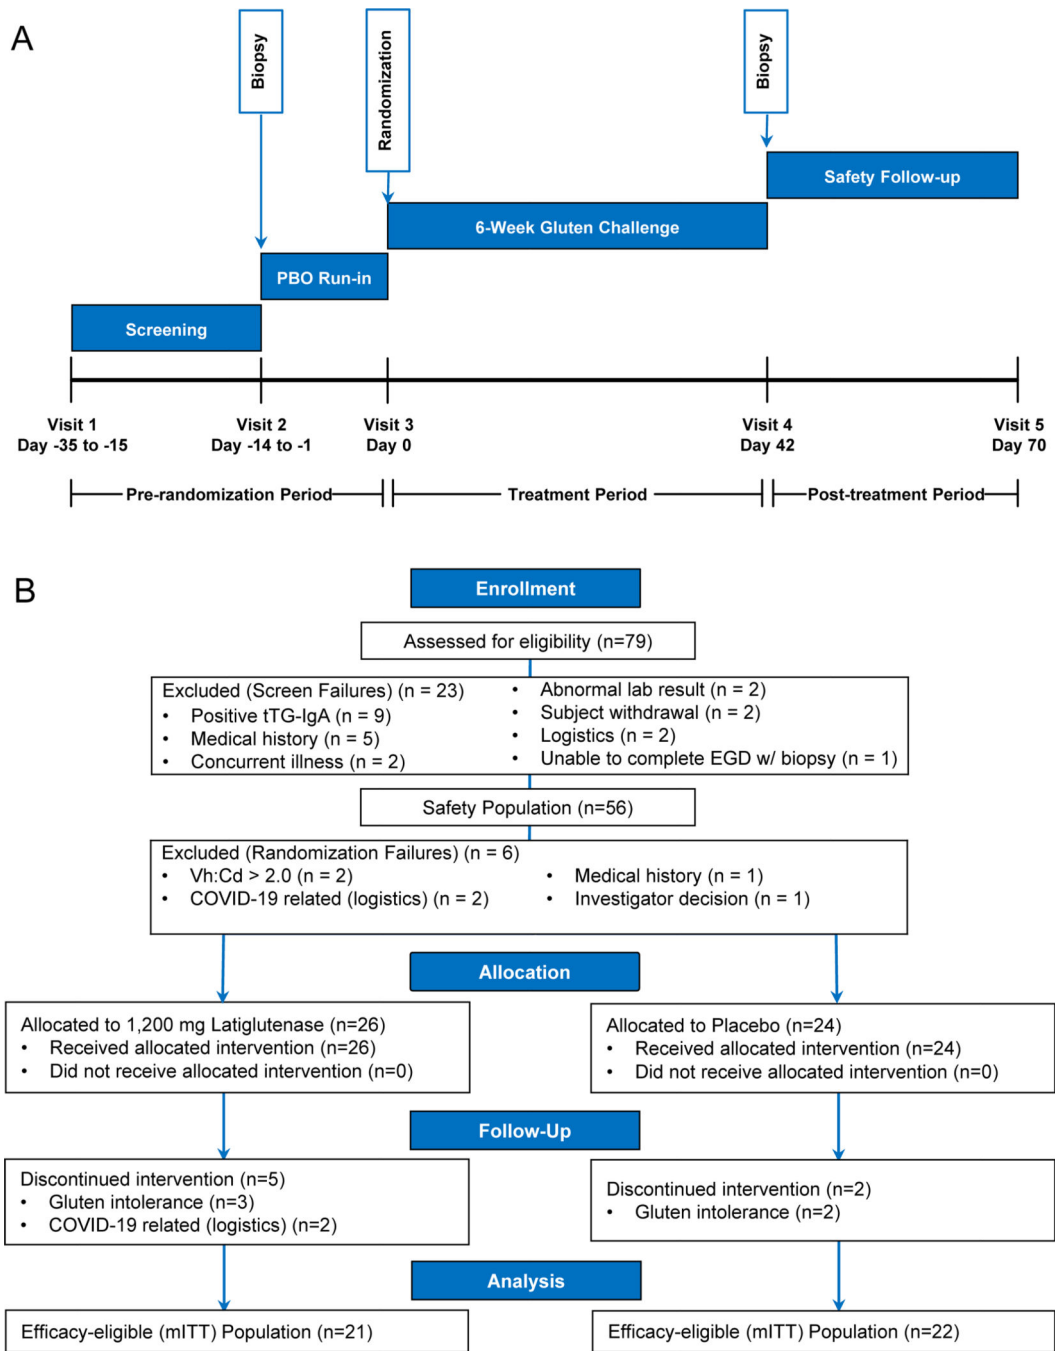 A
Biopsy
Randomization
Biopsy
Safety Follow-up
6-Week Gluten Challenge
PBO Run-in
Screening
Visit 1
Day -35 to -15
Visit 2
Day -14 to -1
Visit 3
Day 0
Visit 4
Day 42
Visit 5
Day 70
Pre-randomization Period
Treatment Period
Post-treatment Period
B
Enrollment
Assessed for eligibility (n=79)
Excluded (Screen Failures) (n = 23)
• Positive tTG-IgA (n = 9)
• Medical history (n = 5)
• Concurrent illness (n = 2)
• Abnormal lab result (n = 2)
• Subject withdrawal (n = 2)
• Logistics (n = 2)
• Unable to complete EGD w/ biopsy (n = 1)
Safety Population (n=56)
Excluded (Randomization Failures) (n = 6)
• Vh:Cd > 2.0 (n = 2)
• COVID-19 related (logistics) (n = 2)
• Medical history (n = 1)
• Investigator decision (n = 1)
Allocation
Allocated to 1,200 mg Latiglutenase (n=26)
• Received allocated intervention (n=26)
• Did not receive allocated intervention (n=0)
Allocated to Placebo (n=24)
• Received allocated intervention (n=24)
• Did not receive allocated intervention (n=0)
Follow-Up
Discontinued intervention (n=5)
• Gluten intolerance (n=3)
• COVID-19 related (logistics) (n=2)
Discontinued intervention (n=2)
• Gluten intolerance (n=2)
Analysis
Efficacy-eligible (mITT) Population (n=21)
Efficacy-eligible (mITT) Population (n=22)